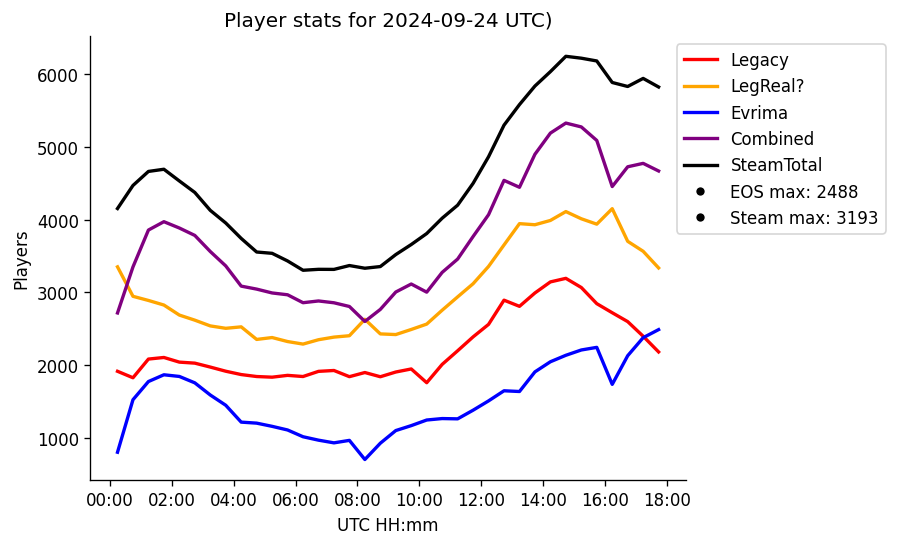 Player stats for 2024-09-24 UTC)
Legacy
LegReal?
Evrima
Combined
SteamTotal
EOS max: 2488
Steam max: 3193
Players
6000
5000
4000
3000
2000
1000
00:00 02:00 04:00 06:00 08:00 10:00 12:00 14:00 16:00 18:00
UTC HH:mm